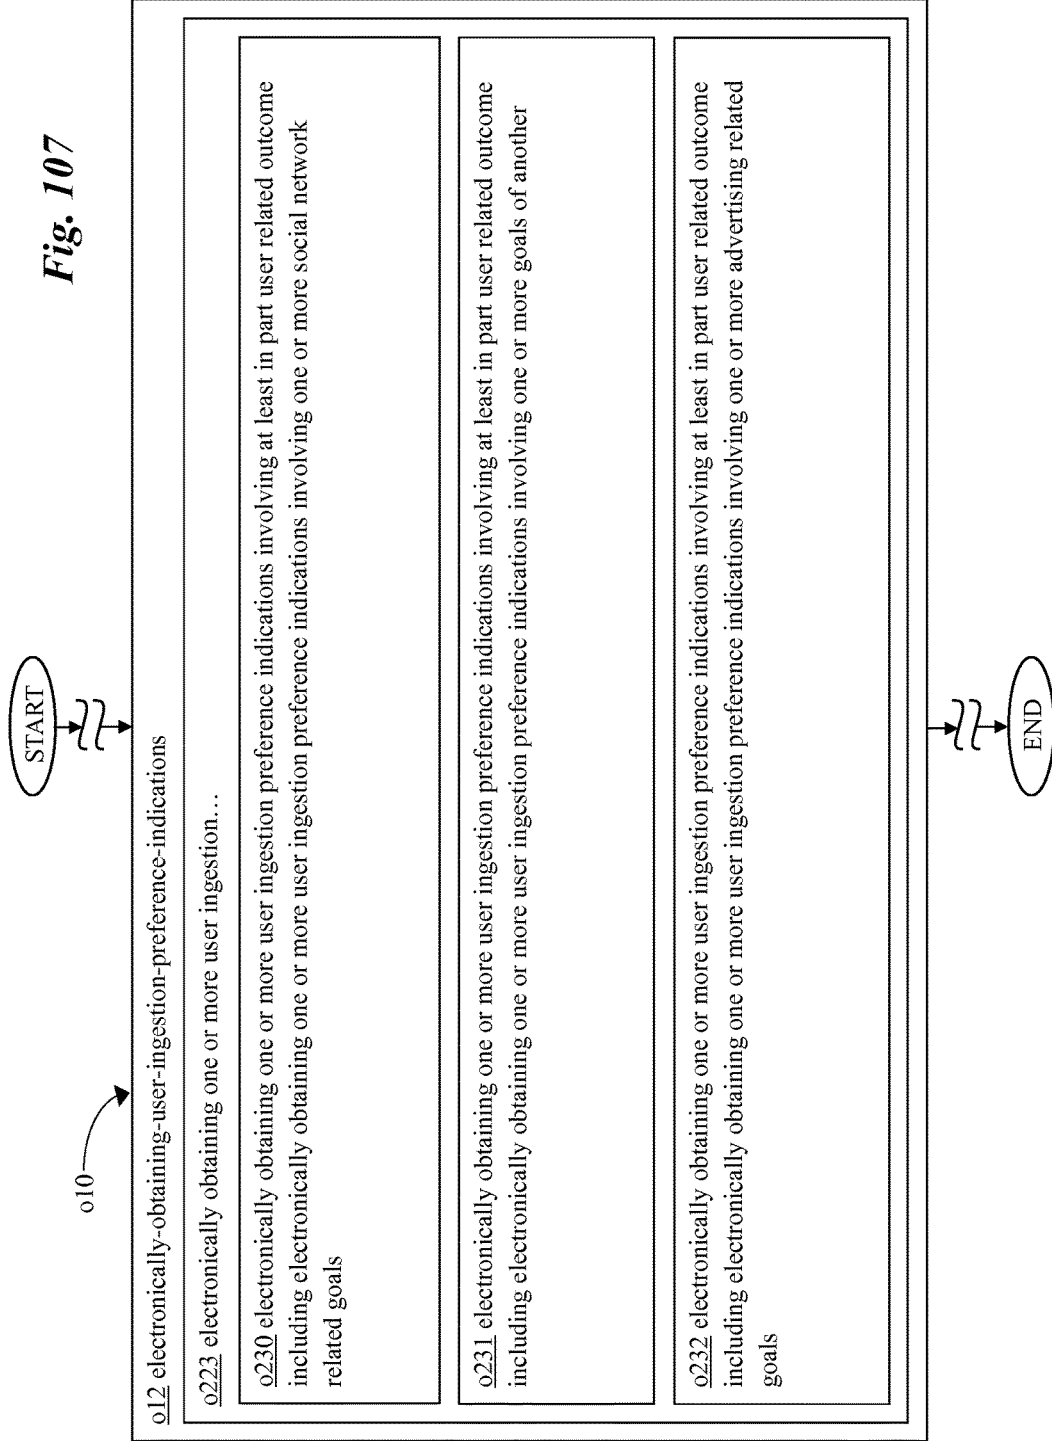 Fig. 107
START
o10
o12 electronically-obtaining-user-ingestion-preference-indications
o223 electronically obtaining one or more user ingestion…
o230 electronically obtaining one or more user ingestion preference indications involving at least in part user related outcome
including electronically obtaining one or more user ingestion preference indications involving one or more social network
related goals
o231 electronically obtaining one or more user ingestion preference indications involving at least in part user related outcome
including electronically obtaining one or more user ingestion preference indications involving one or more goals of another
o232 electronically obtaining one or more user ingestion preference indications involving at least in part user related outcome
including electronically obtaining one or more user ingestion preference indications involving one or more advertising related
goals
END